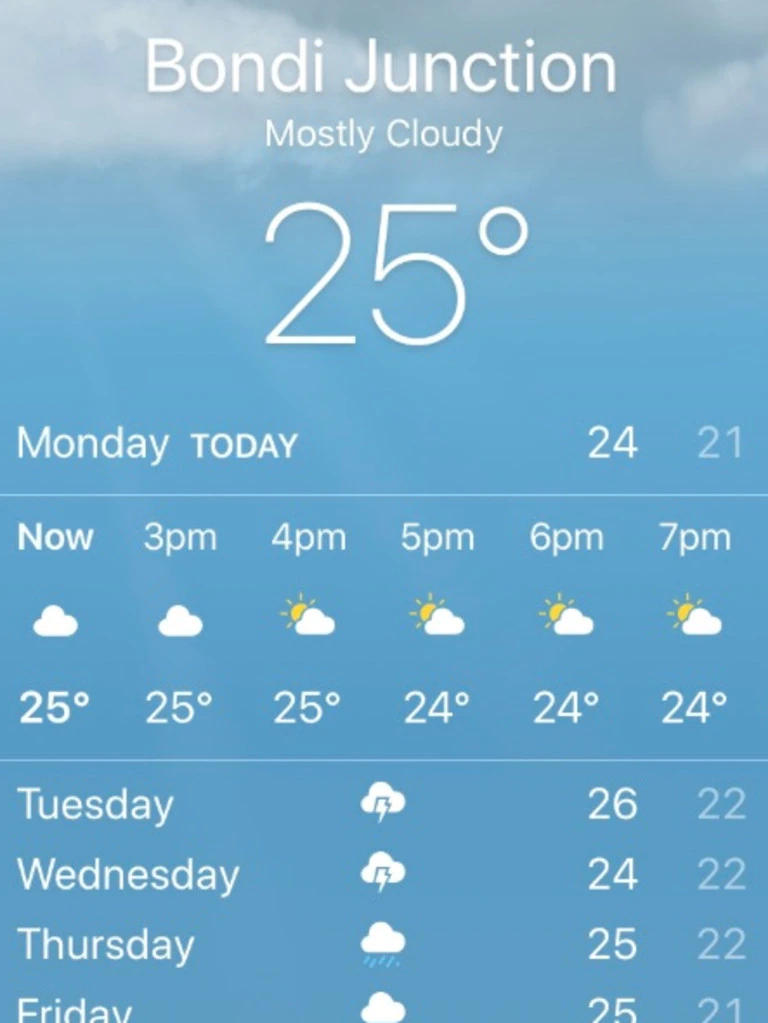 Bondi Junction
Mostly Cloudy
25°
Monday TODAY 24 21
Now 3pm 4pm 5pm 6pm 7pm
25° 25° 25° 24° 24° 24°
Tuesday 26 22
Wednesday 24 22
Thursday 25 22
Friday 25 21